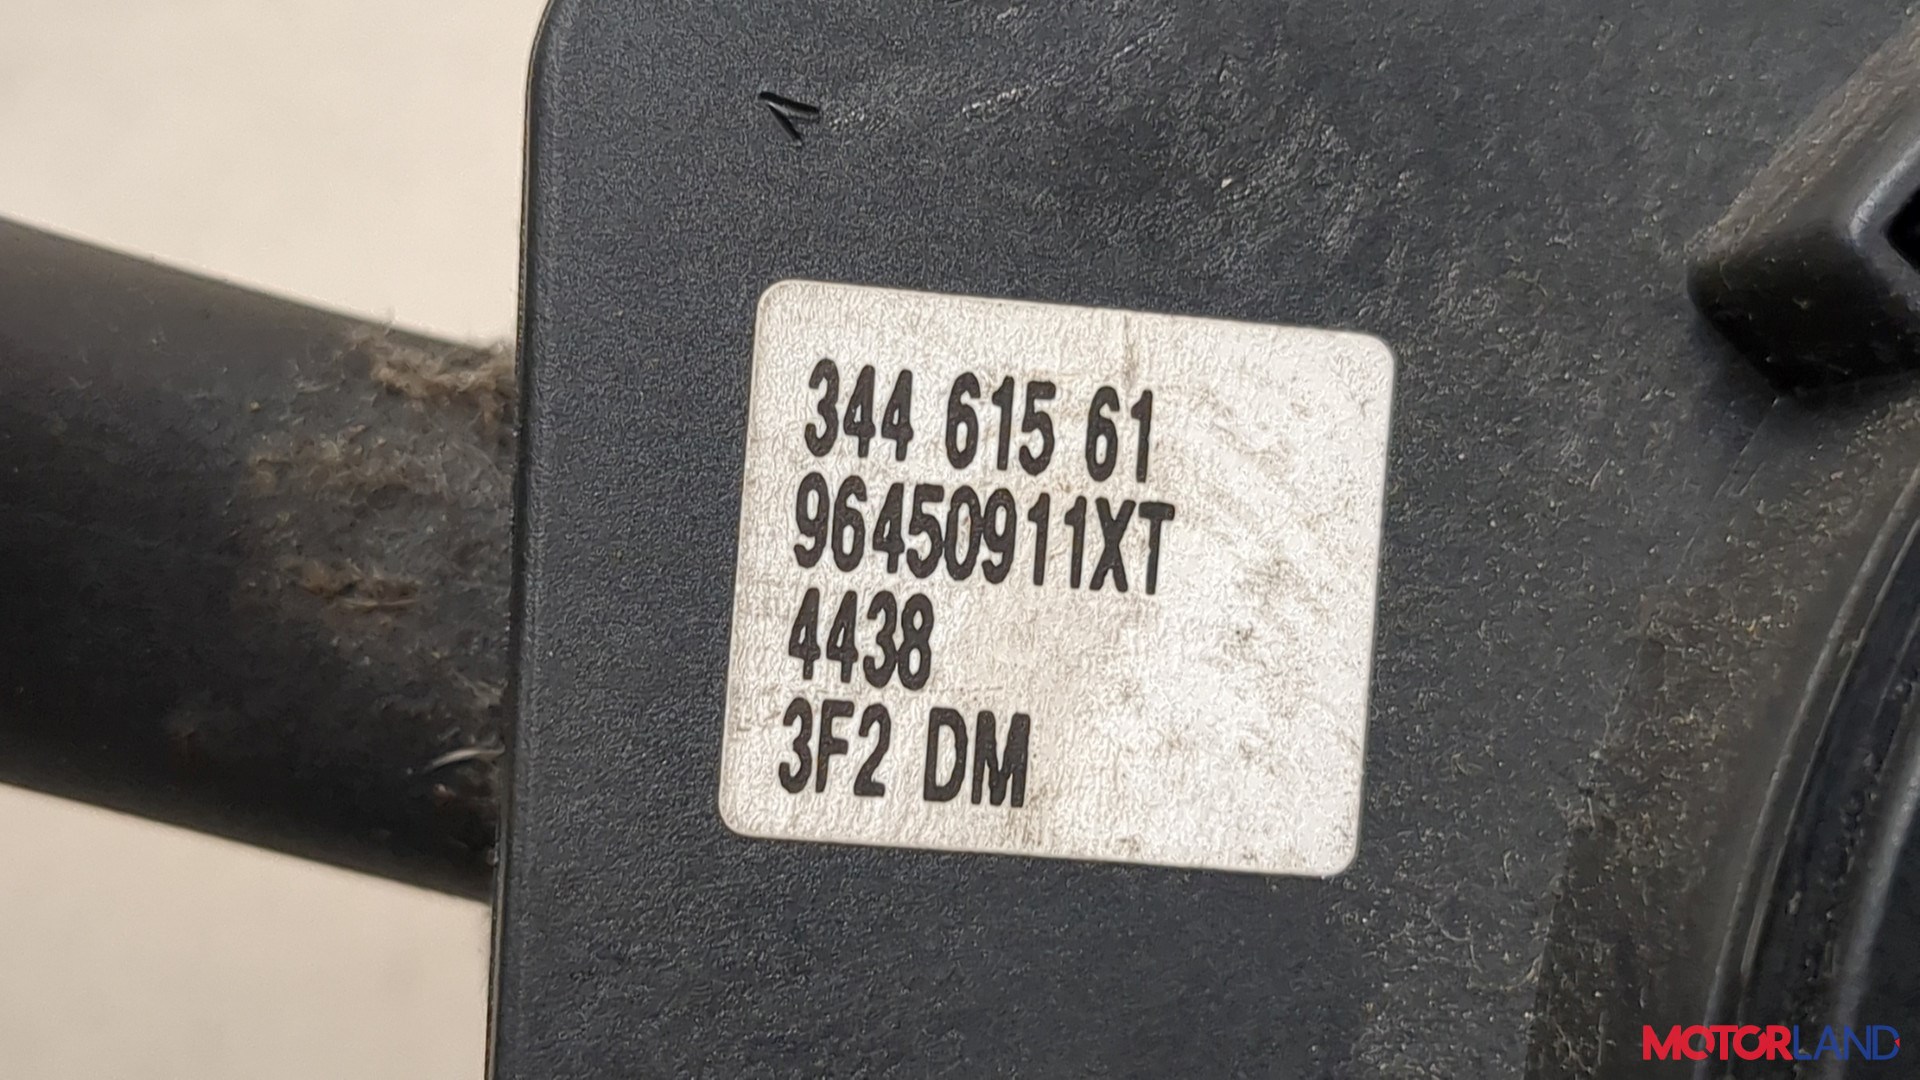 344 615 61
96450911XT
4438
3F2 DM
MOTORLAND